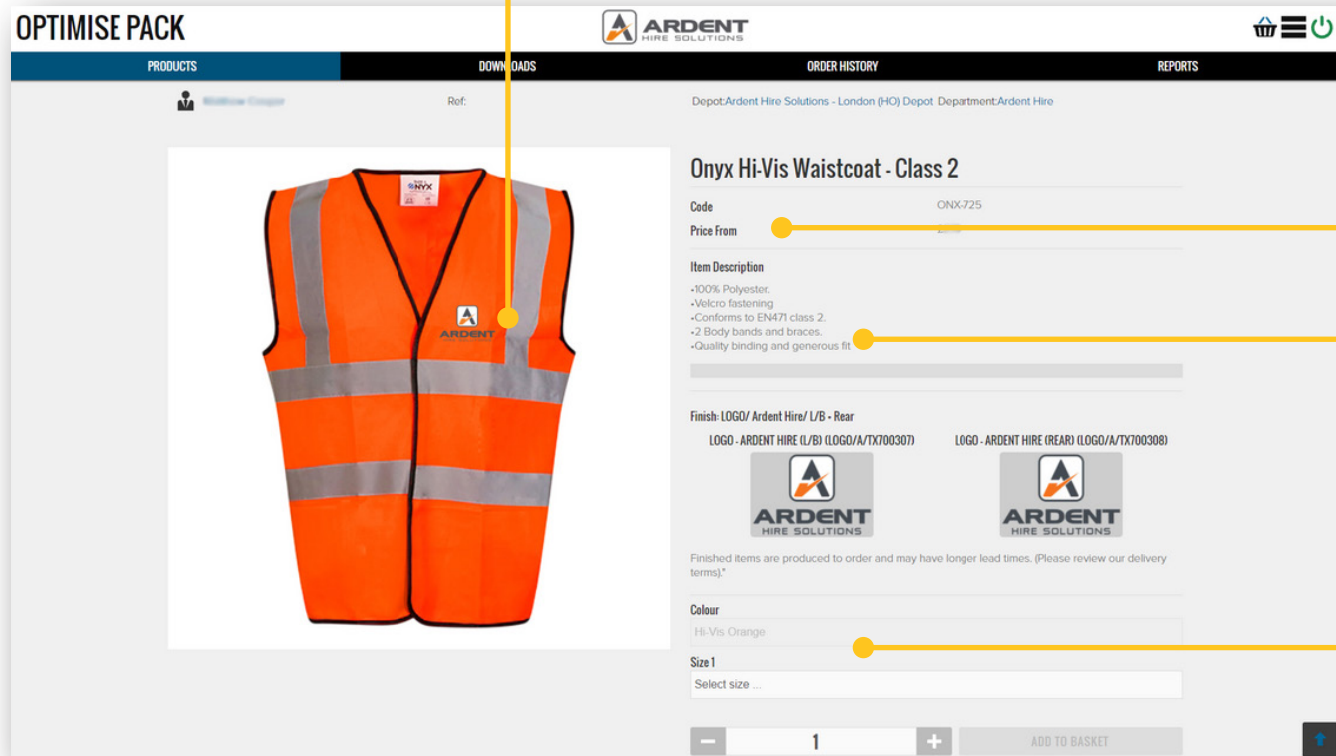 OPTIMISE PACK
ARDENT
HIRE SOLUTIONS
PRODUCTS DOWNLOADS ORDER HISTORY REPORTS
Ref: Depot:Ardent Hire Solutions - London (HO) Depot Department:Ardent Hire
ONYX
ARDENT
Onyx Hi-Vis Waistcoat - Class 2
Code ONX-725
Price From
Item Description
•100% Polyester.
•Velcro fastening
•Conforms to EN471 class 2.
•2 Body bands and braces.
•Quality binding and generous fit
Finish: LOGO/ Ardent Hire/ L/B + Rear
LOGO - ARDENT HIRE (L/B) (LOGO/A/TX700307) LOGO - ARDENT HIRE (REAR) (LOGO/A/TX700308)
ARDENT ARDENT
HIRE SOLUTIONS HIRE SOLUTIONS
Finished items are produced to order and may have longer lead times. (Please review our delivery
terms)."
Colour
Hi-Vis Orange
Size 1
Select size ...
1 ADD TO BASKET